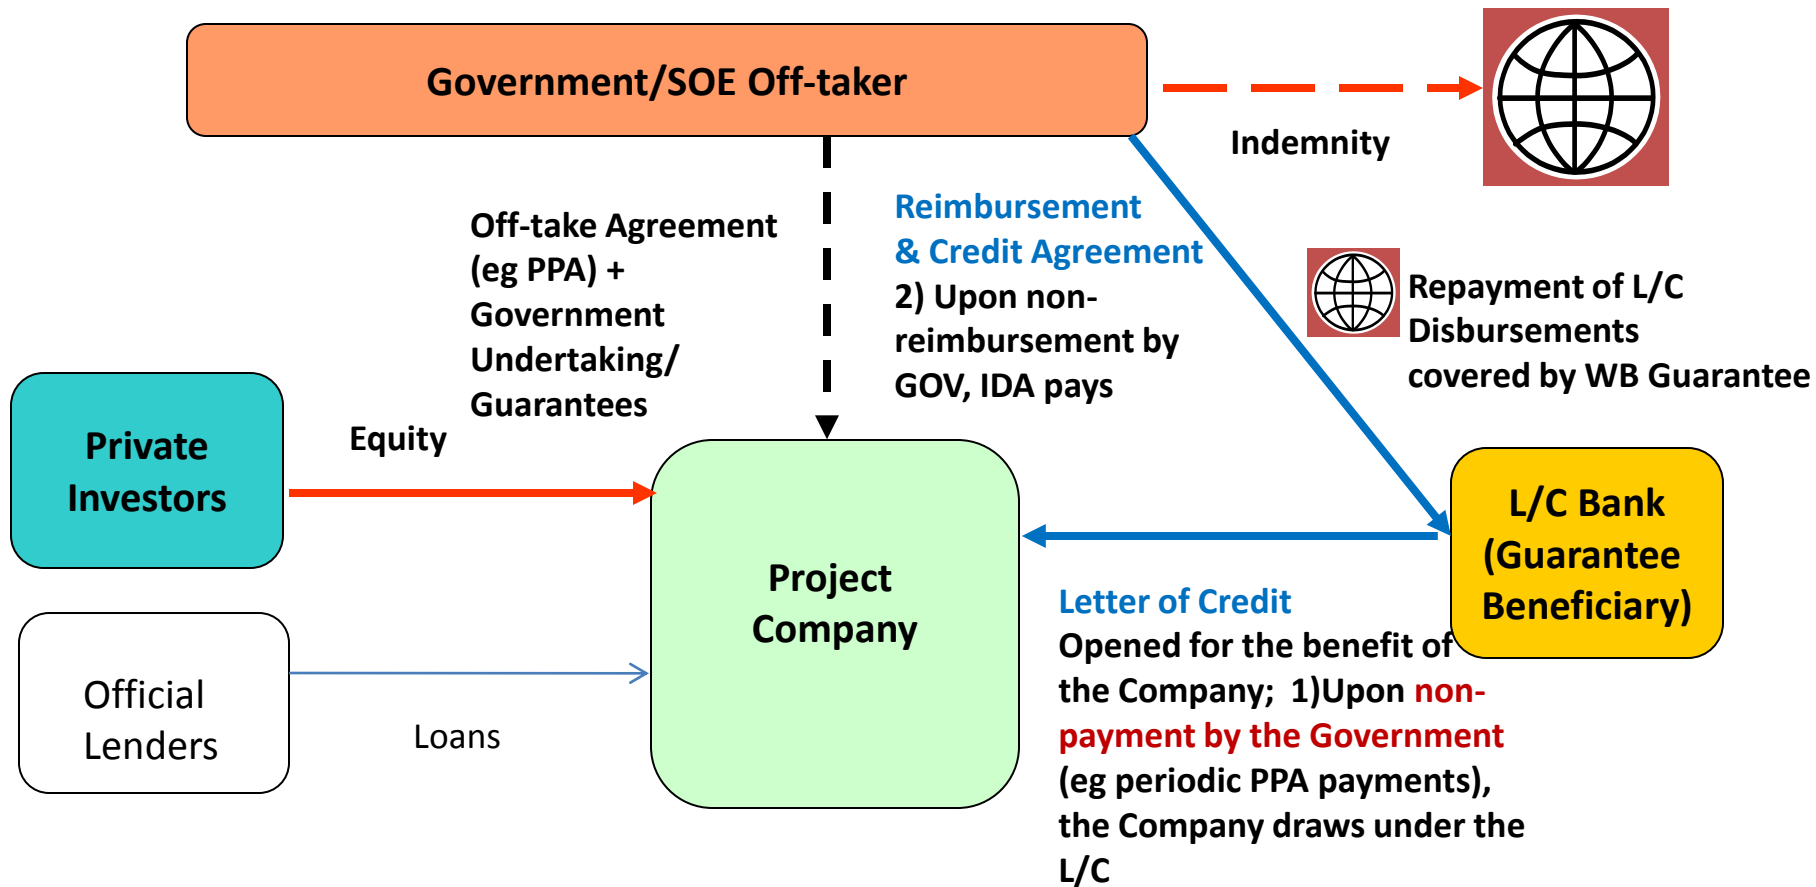 Government/SOE Off-taker
Indemnity
Off-take Agreement
(eg PPA) +
Government
Undertaking/
Guarantees
Reimbursement
& Credit Agreement
2) Upon non-
reimbursement by
GOV, IDA pays
Repayment of L/C
Disbursements
covered by WB Guarantee
Private
Investors
Equity
Project
Company
L/C Bank
(Guarantee
Beneficiary)
Official
Lenders
Loans
Letter of Credit
Opened for the benefit of
the Company;  1)Upon non-
payment by the Government
(eg periodic PPA payments),
the Company draws under the
L/C